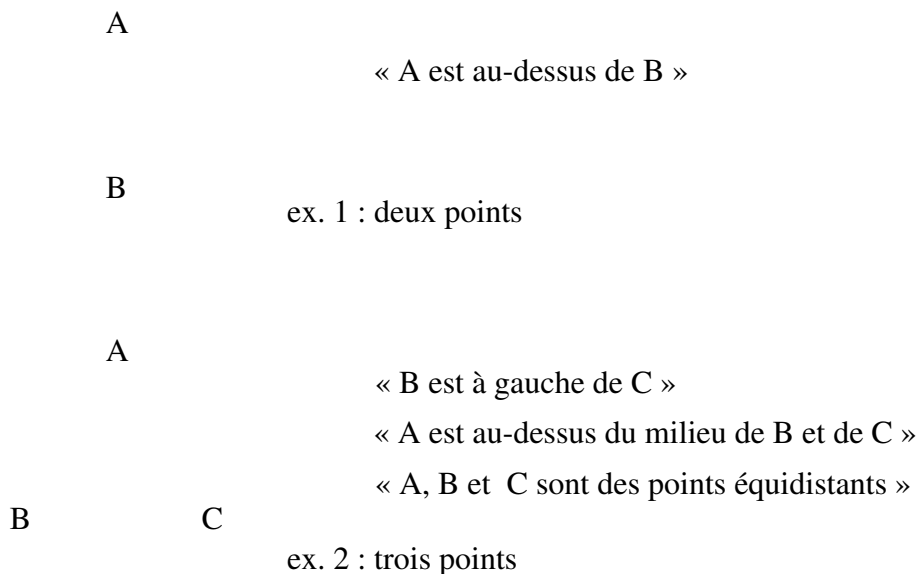 A
« A est au-dessus de B »
B
ex. 1 : deux points
A
« B est à gauche de C »
« A est au-dessus du milieu de B et de C »
« A, B et C sont des points équidistants »
B C
ex. 2 : trois points